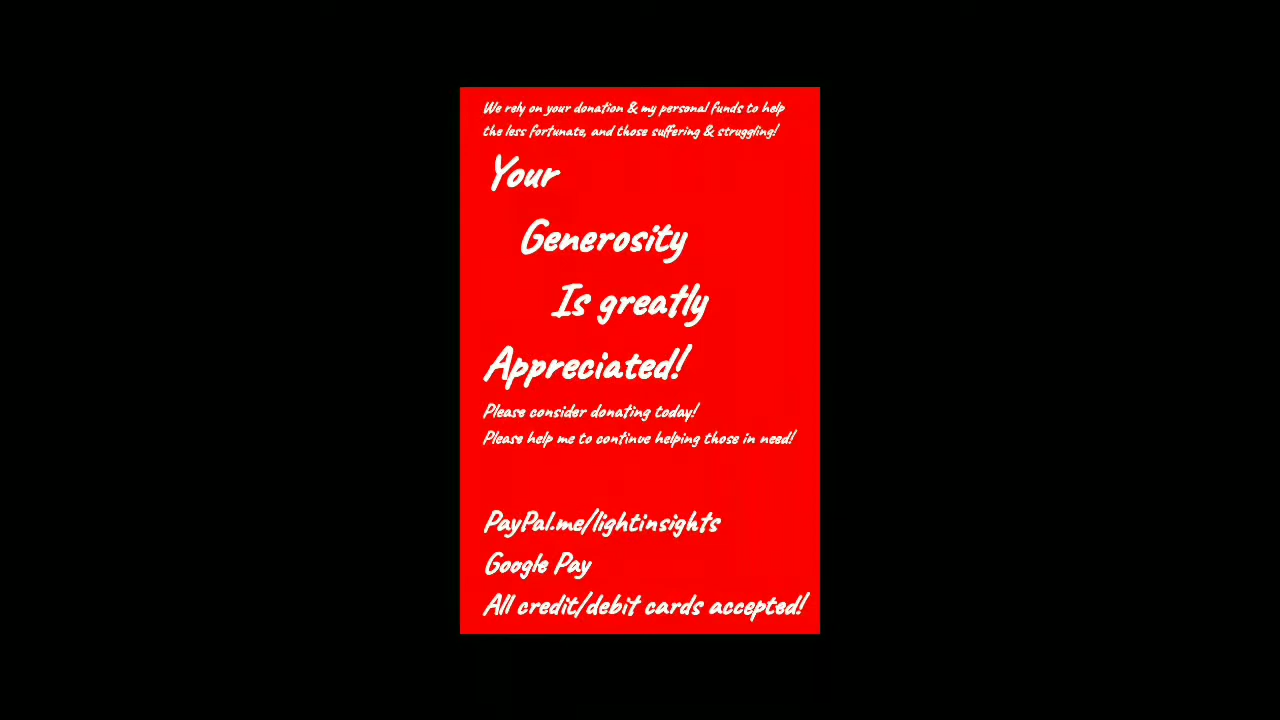 We rely on your donation & my personal funds to help
the less fortunate, and those suffering & struggling!
Your
Generosity
Is greatly
Appreciated!
Please consider donating today!
Please help me to continue helping those in need!
PayPal.me/lightinsights
Google Pay
All credit/debit cards accepted!